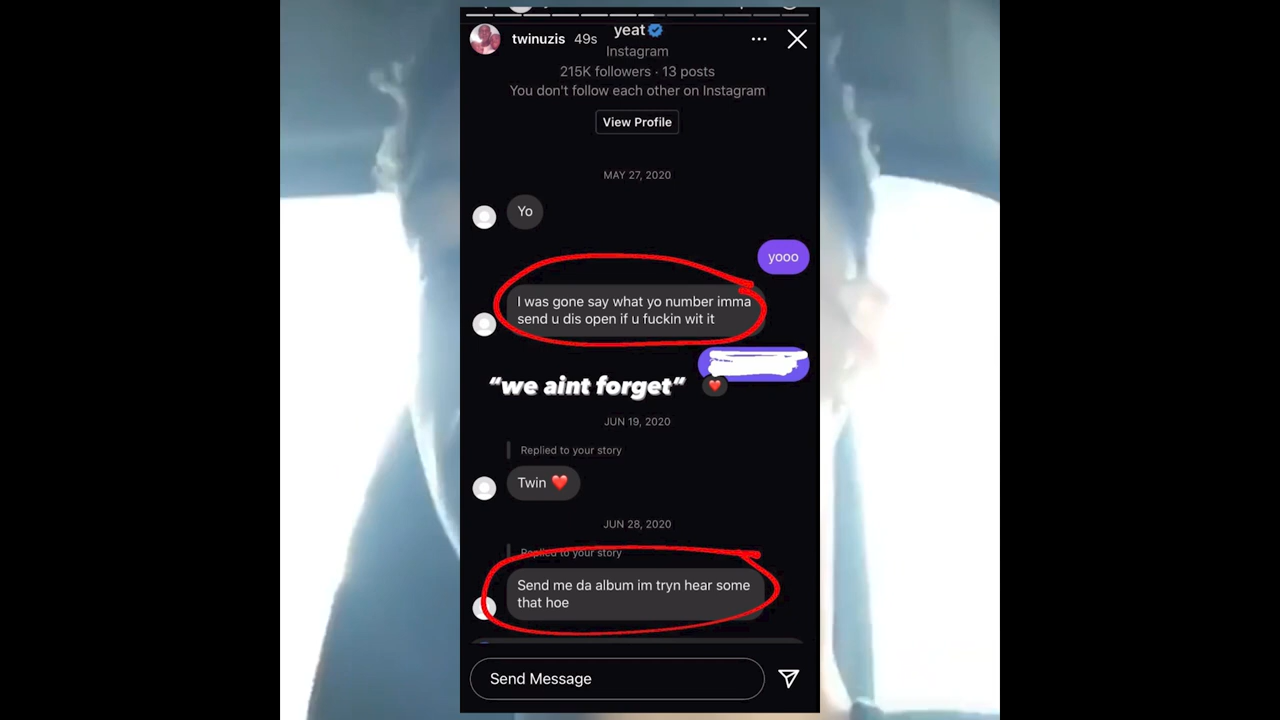 yeat
twinuzis 49s
Instagram
215K followers · 13 posts
You don't follow each other on Instagram
View Profile
MAY 27, 2020
Yo
yooo
I was gone say what yo number imma
send u dis open if u fuckin wit it
“we aint forget“
JUN 19, 2020
Replied to your story
Twin ❤️
JUN 28, 2020
Replied to your story
Send me da album im tryn hear some
that hoe
Send Message